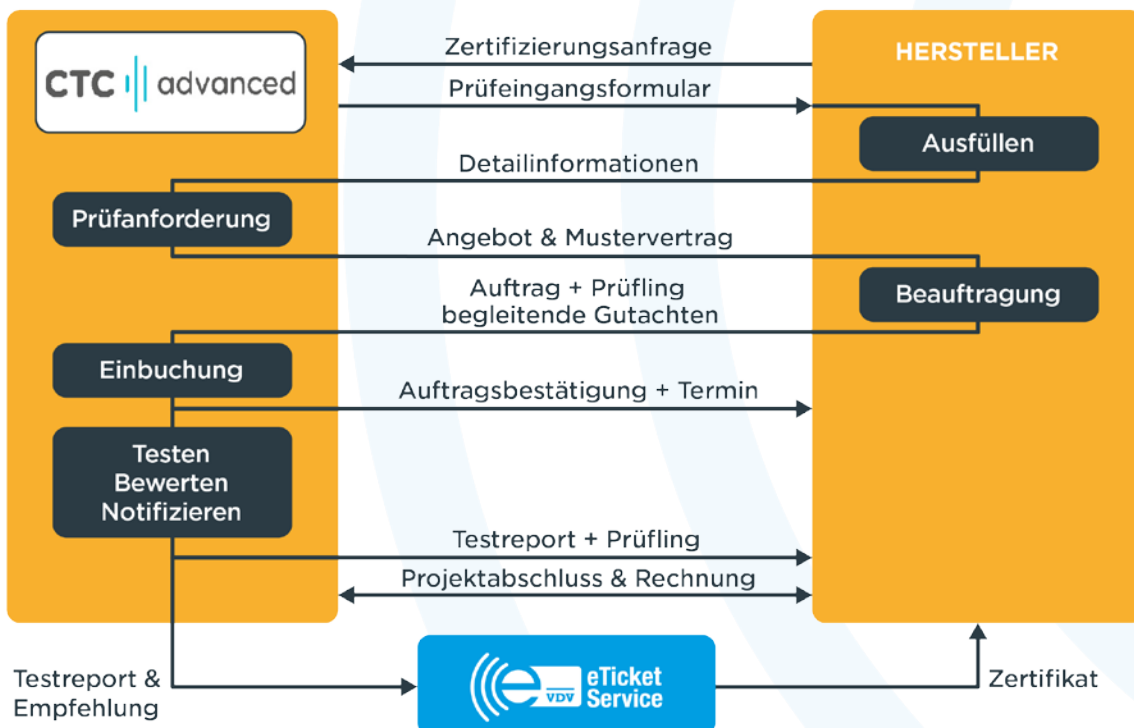 Zertifizierungsanfrage
HERSTELLER
CTC advanced
Prüfeingangsformular
Ausfüllen
Detailinformationen
Prüfanforderung
Angebot & Mustervertrag
Auftrag + Prüfling
begleitende Gutachten
Beauftragung
Einbuchung
Auftragsbestätigung + Termin
Testen
Bewerten
Notifizieren
Testreport + Prüfling
Projektabschluss & Rechnung
Testreport &
Empfehlung
e
VDV
eTicket
Service
Zertifikat